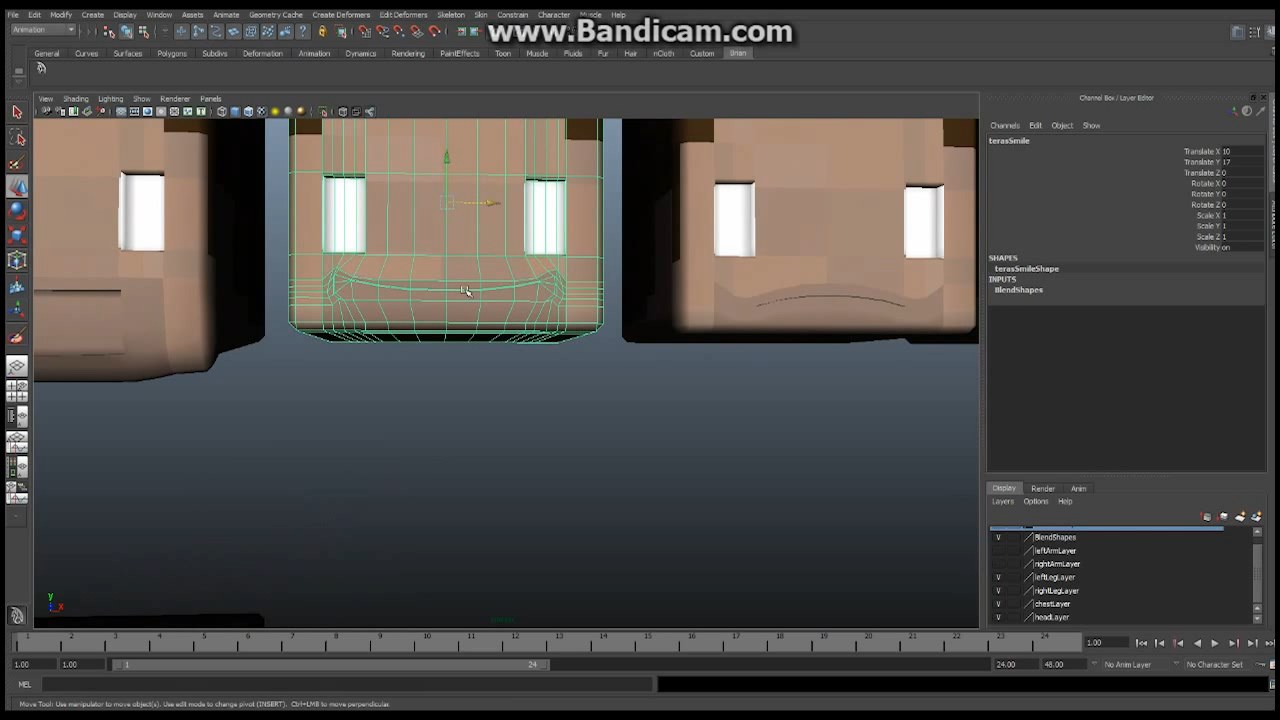 File Edit Modify Create Display Window Assets Animate Geometry Cache Create Deformers Edit Deformers Skeleton Skin Constrain Character Muscle Help
www.Bandicam.com
Animation
General Curves Surfaces Polygons Subdivs Deformation Animation Dynamics Rendering PaintEffects Toon Muscle Fluids Fur Hair nCloth Custom Brian
View Shading Lighting Show Renderer Panels
Channel Box / Layer Editor
Channels Edit Object Show
terasSmile
Translate X 10
Translate Y 17
Translate Z 0
Rotate X 0
Rotate Y 0
Rotate Z 0
Scale X 1
Scale Y 1
Scale Z 1
Visibility on
SHAPES
terasSmileShape
INPUTS
BlendShapes
Display Render Anim
Layers Options Help
V BlendShapes
leftArmLayer
rightArmLayer
V leftLegLayer
V rightLegLayer
V chestLayer
V headLayer
y
x
1 2 3 4 5 6 7 8 9 10 11 12 13 14 15 16 17 18 19 20 21 22 23 24 1.00
1.00 1.00 1 24 24.00 48.00 No Anim Layer No Character Set
MEL
Move Tool: Use manipulator to move object(s). Use edit mode to change pivot (INSERT). Ctrl+LMB to move perpendicular.